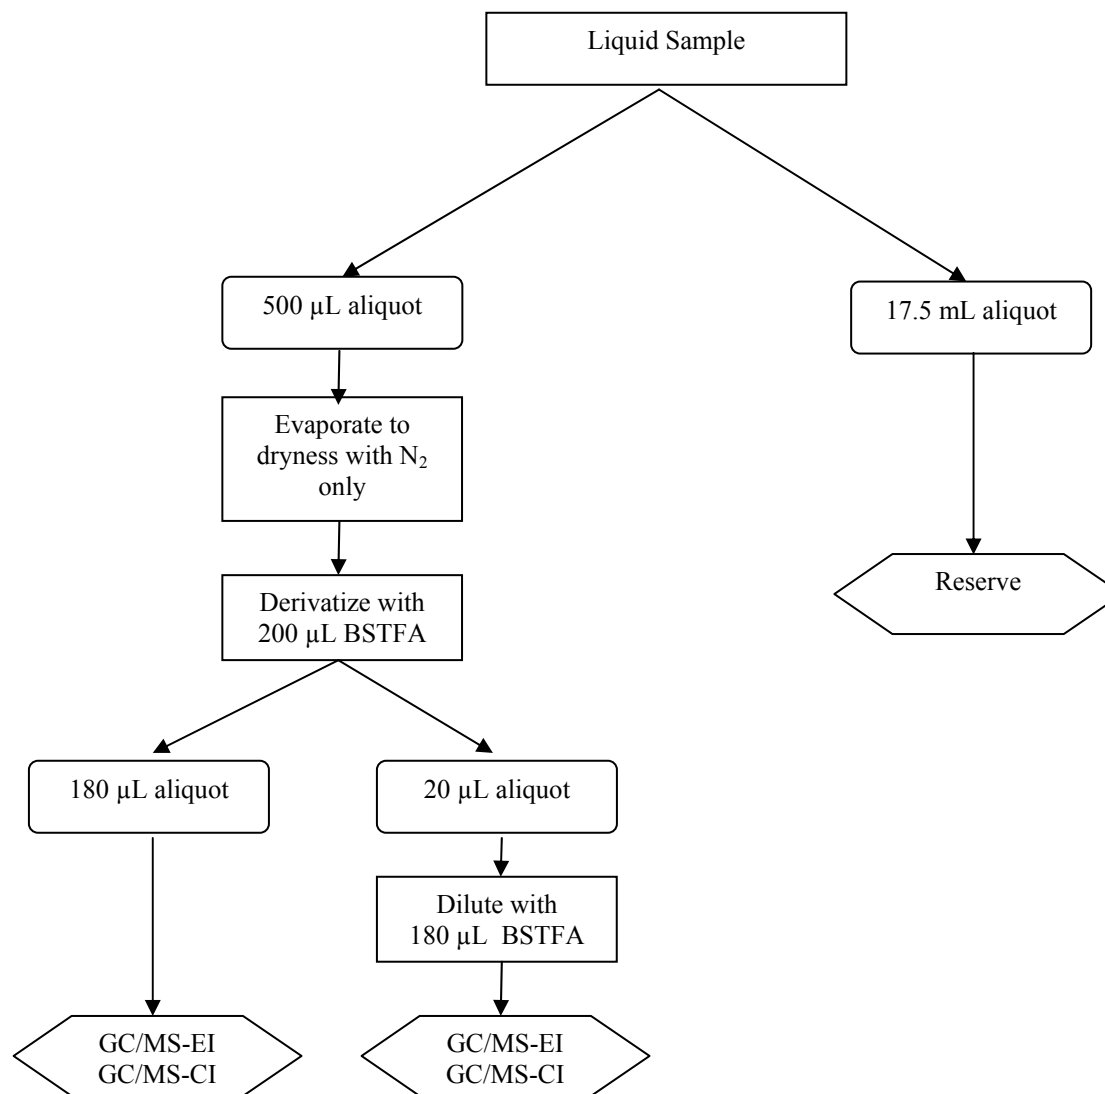 Liquid Sample
500 µL aliquot
17.5 mL aliquot
Evaporate to
dryness with N₂
only
Derivatize with
200 µL BSTFA
Reserve
180 µL aliquot
20 µL aliquot
Dilute with
180 µL  BSTFA
GC/MS-EI
GC/MS-CI
GC/MS-EI
GC/MS-CI